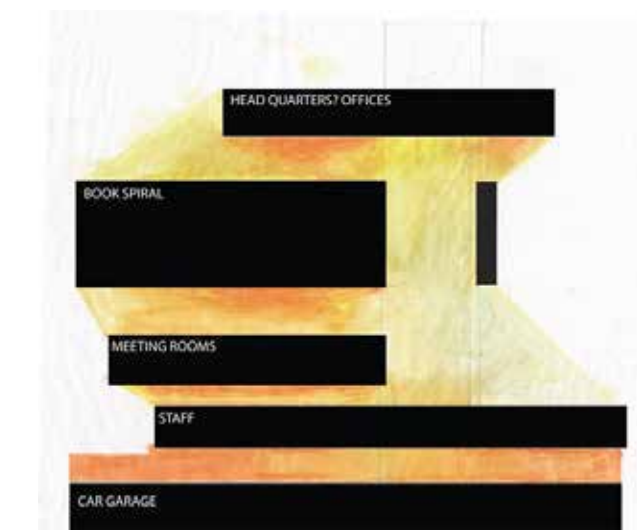 HEAD QUARTERS? OFFICES
BOOK SPIRAL
MEETING ROOMS
STAFF
CAR GARAGE